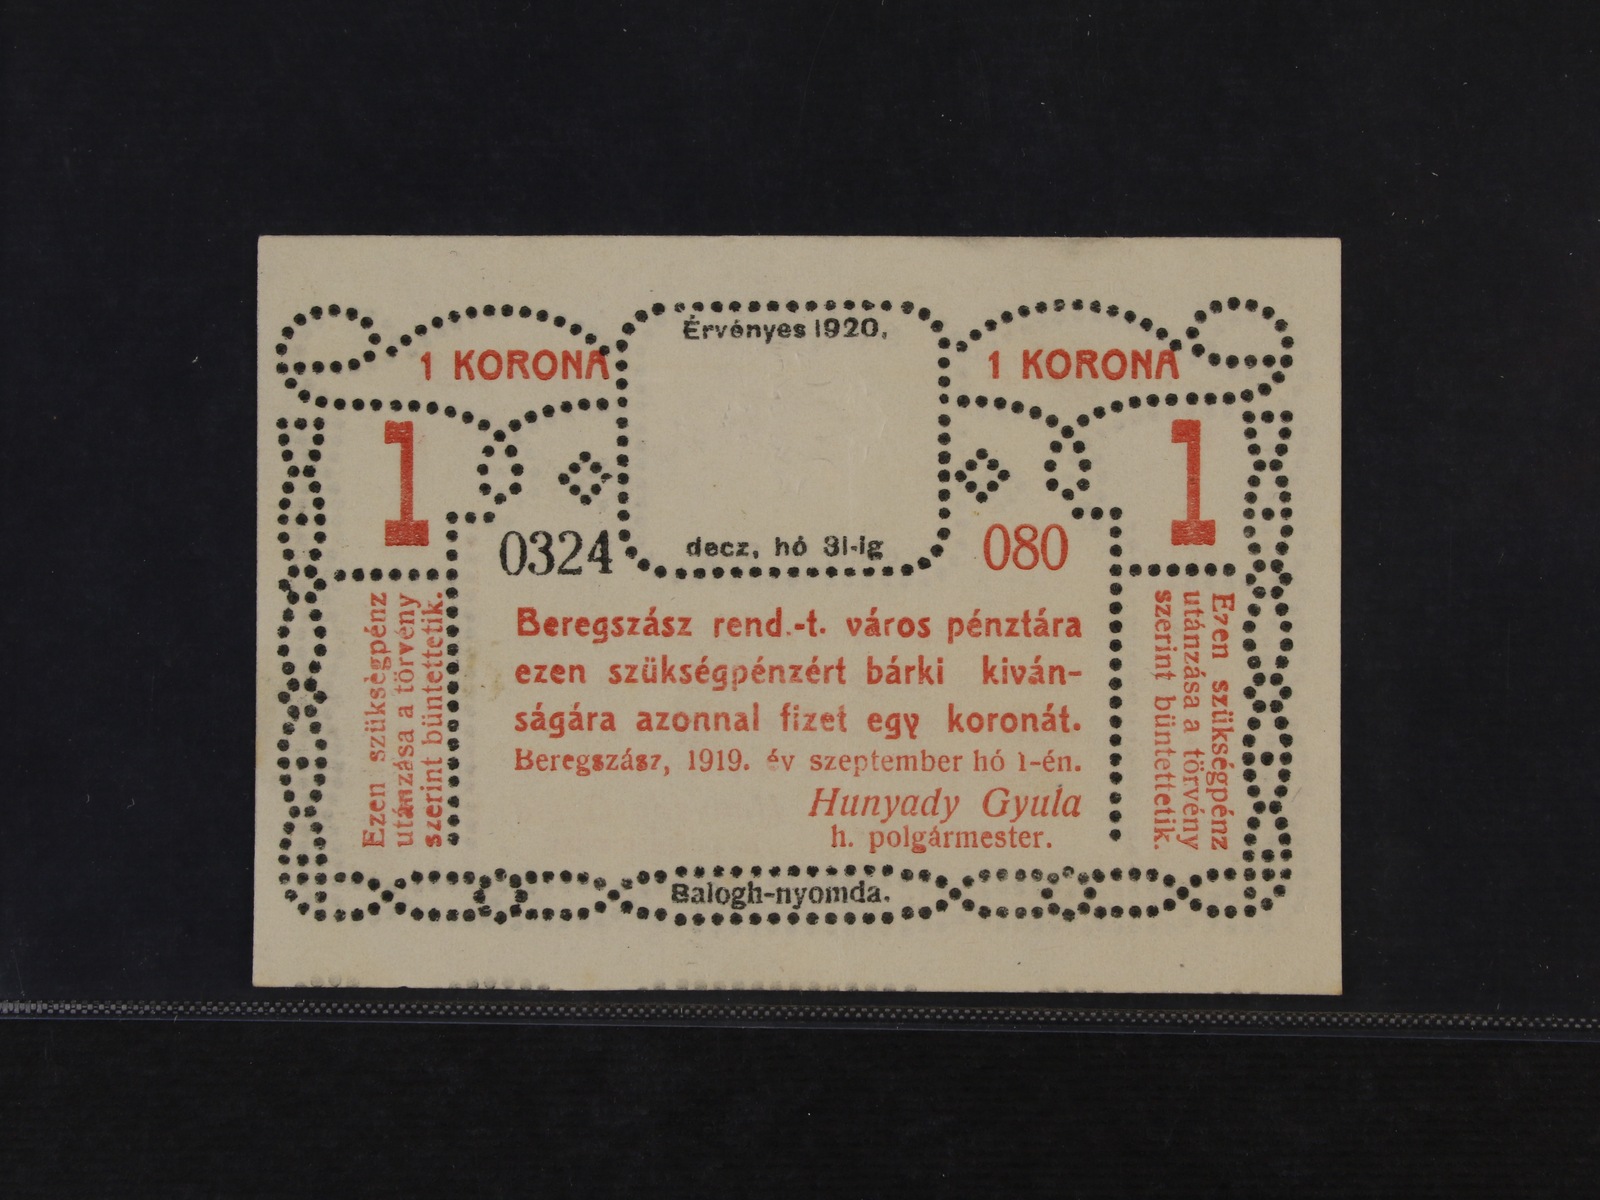 Érvényes 1920,
1 KORONA
1 KORONA
1
1
0324
decz, hó 31-ig
080
Beregszász rend.-t. város pénztára
ezen szükségpénzért bárki kiván-
ságára azonnal fizet egy koronát.
Beregszász, 1919. év szeptember hó 1-én.
Hunyady Gyula
h. polgármester.
Ezen szükségpénz
utánzása a törvény
szerint büntettetik.
Ezen szükségpénz
utánzása a törvény
szerint büntettetik.
Balogh-nyomda.